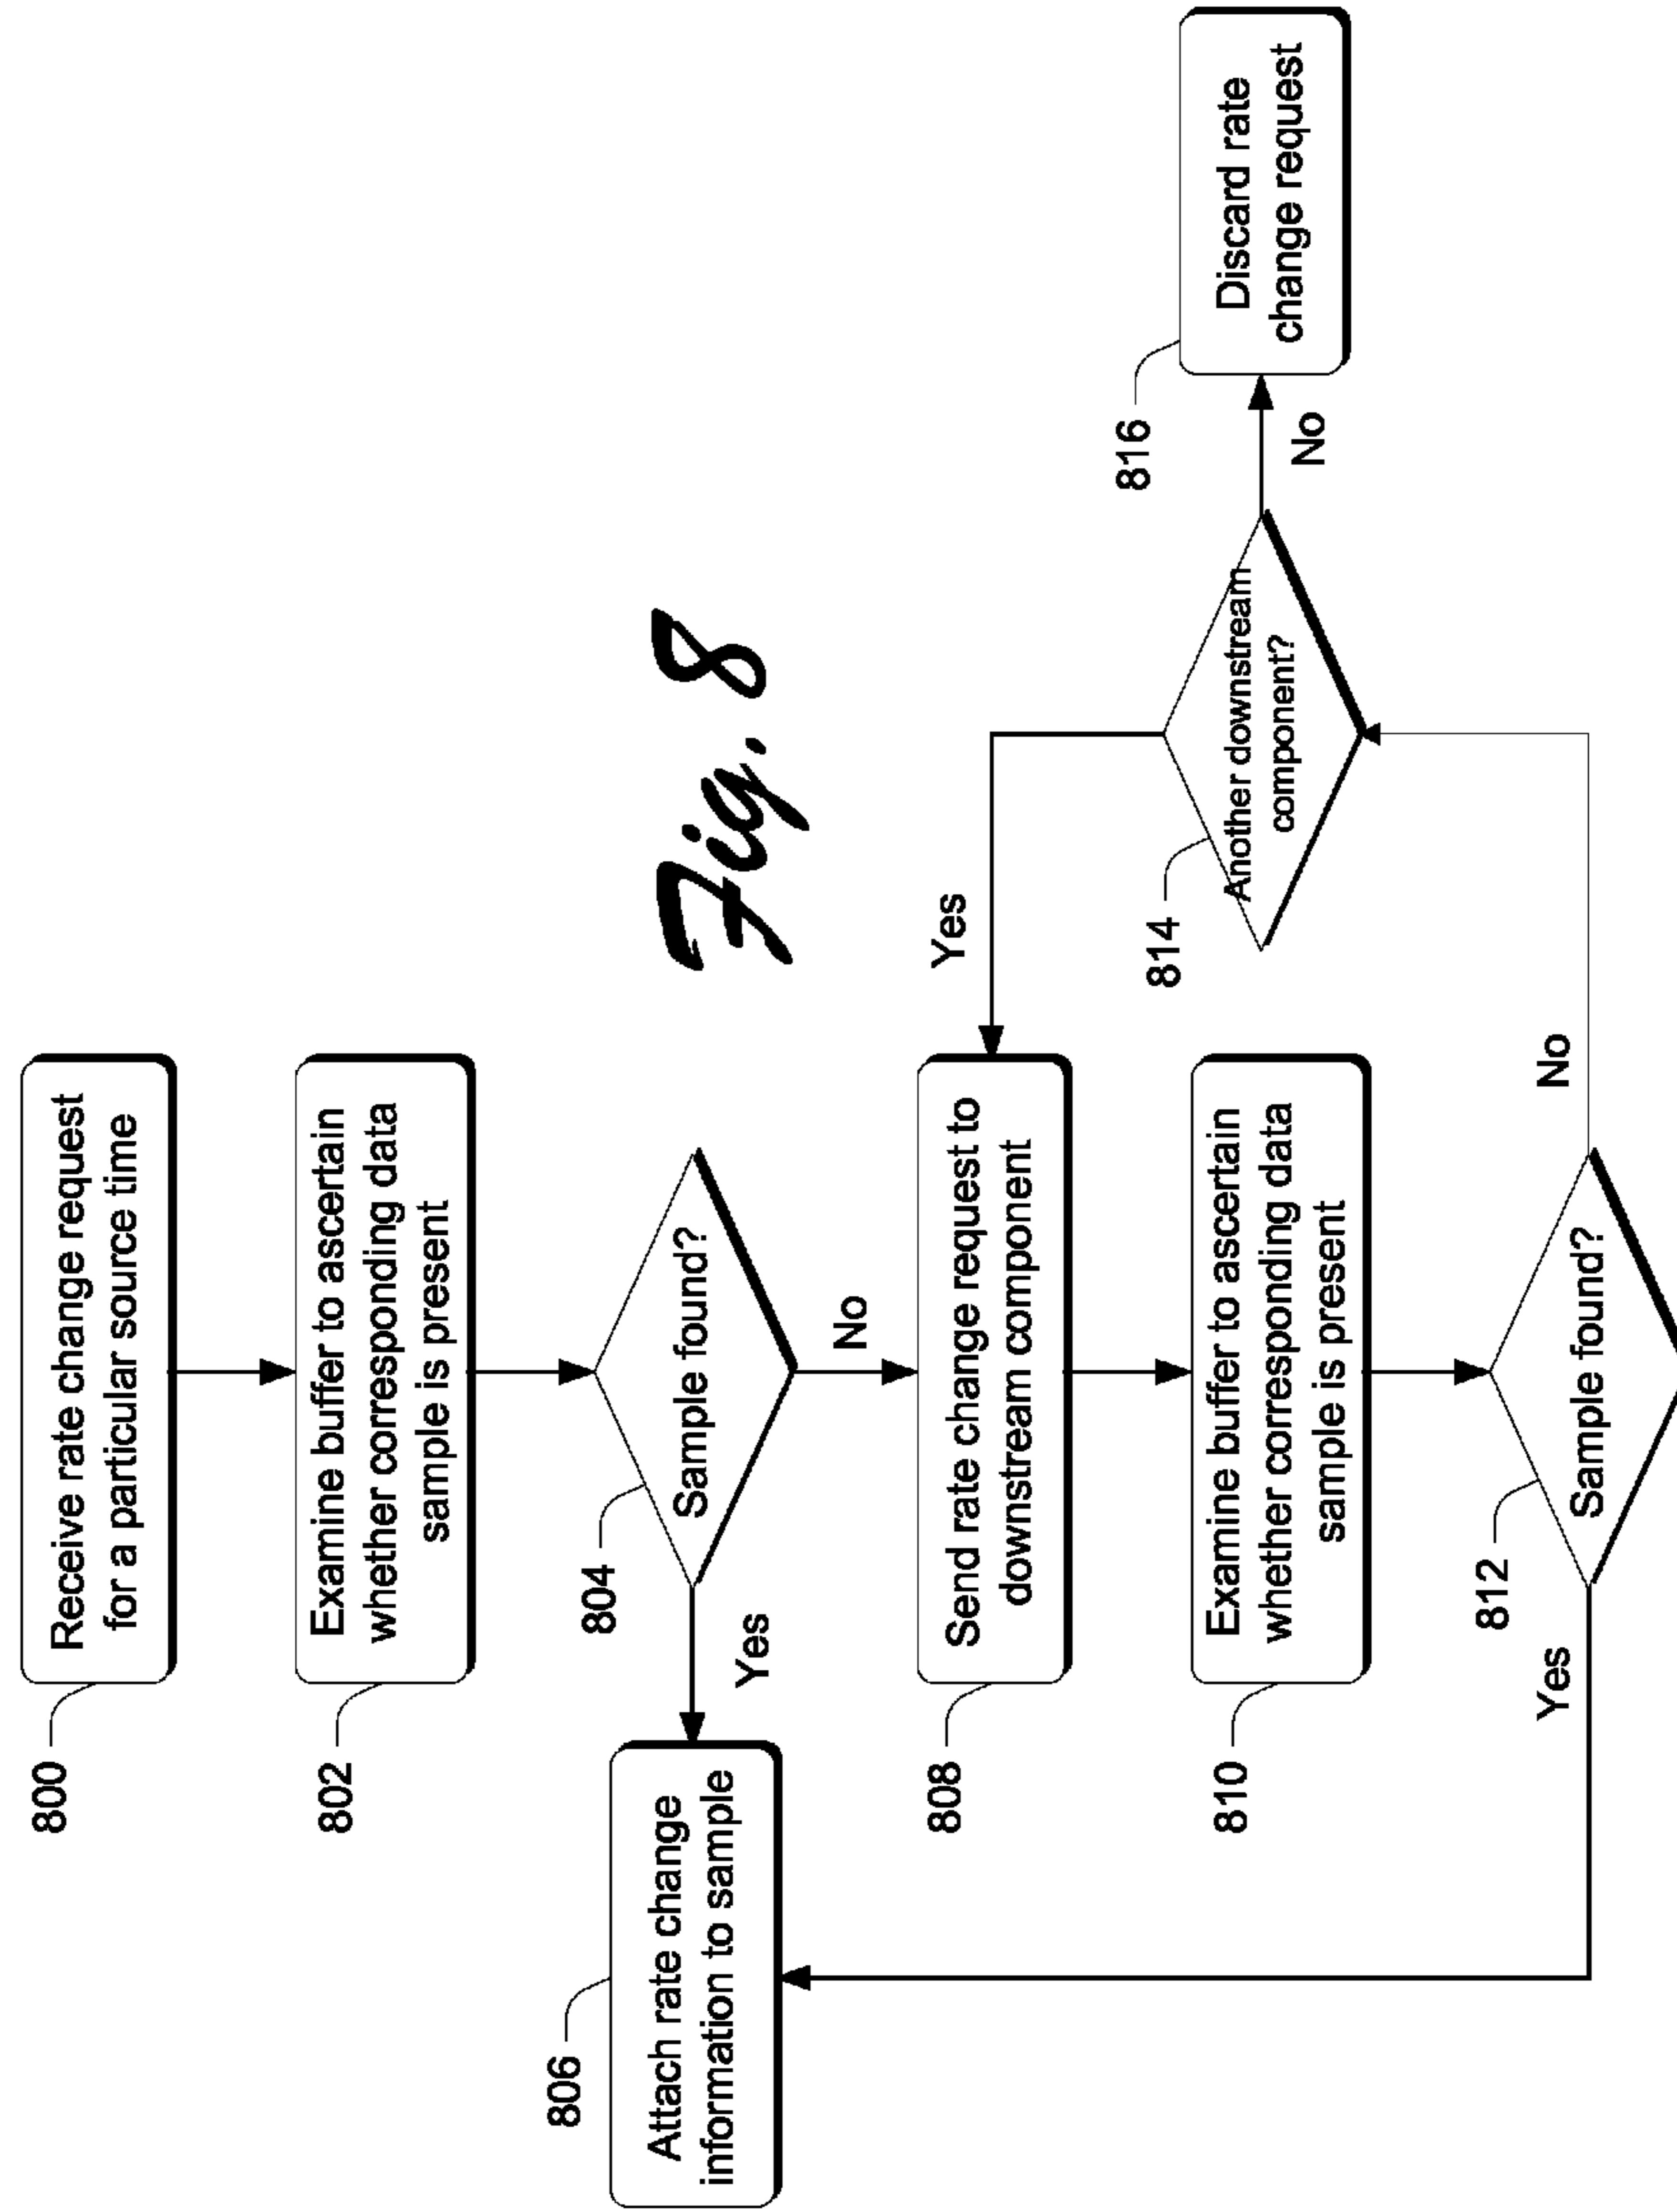 800
Receive rate change request
for a particular source time
802
Examine buffer to ascertain
whether corresponding data
sample is present
804
Sample found?
Yes
No
806
Attach rate change
information to sample
Fig. 8
808
Send rate change request to
downstream component
Yes
810
Examine buffer to ascertain
whether corresponding data
sample is present
812
Sample found?
Yes
No
814
Another downstream
component?
No
816
Discard rate
change request